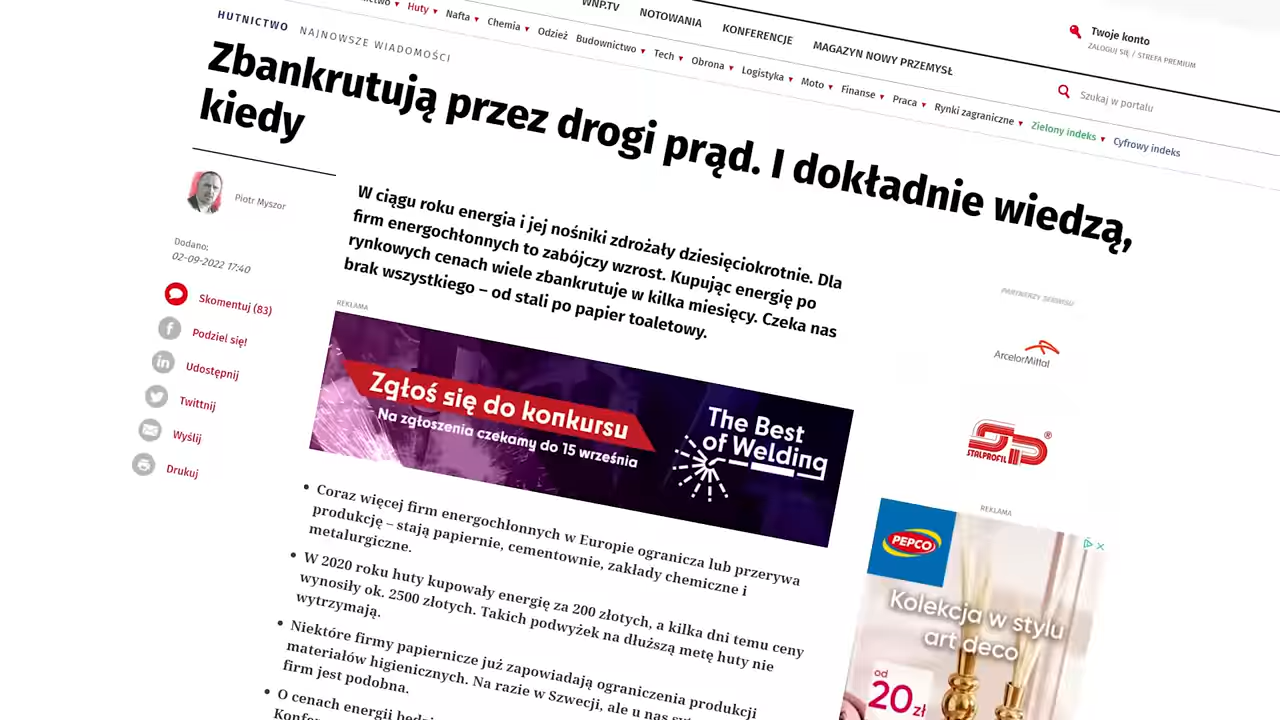 WNP.TV
NOTOWANIA
KONFERENCJE
MAGAZYN NOWY PRZEMYSŁ
Twoje konto
ZALOGUJ SIĘ / STREFA PREMIUM
Huty
Nafta
Chemia
Odzież
Budownictwo
Tech
Obrona
Logistyka
Moto
Finanse
Praca
Rynki zagraniczne
Zielony indeks
Cyfrowy indeks
Szukaj w portalu
HUTNICTWO
NAJNOWSZE WIADOMOŚCI
Zbankrutują przez drogi prąd. I dokładnie wiedzą,
kiedy
Piotr Myszor
Dodano:
02-09-2022 17:40
Skomentuj (83)
Podziel się!
Udostępnij
Twittnij
Wyślij
Drukuj
W ciągu roku energia i jej nośniki zdrożały dziesięciokrotnie. Dla
firm energochłonnych to zabójczy wzrost. Kupując energię po
rynkowych cenach wiele zbankrutuje w kilka miesięcy. Czeka nas
brak wszystkiego – od stali po papier toaletowy.
REKLAMA
Zgłoś się do konkursu
Na zgłoszenia czekamy do 15 września
The Best
of Welding
• Coraz więcej firm energochłonnych w Europie ogranicza lub przerywa
produkcję – stają papiernie, cementownie, zakłady chemiczne i
metalurgiczne.
• W 2020 roku huty kupowały energię za 200 złotych, a kilka dni temu ceny
wynosiły ok. 2500 złotych. Takich podwyżek na dłuższą metę huty nie
wytrzymają.
• Niektóre firmy papiernicze już zapowiadają ograniczenia produkcji
materiałów higienicznych. Na razie w Szwecji, ale u nas
firm jest podobna.
• O cenach energii
PARTNERZY SERWISU
ArcelorMittal
STALPROFIL
REKLAMA
PEPCO
Kolekcja w stylu
art deco
od
20 zł